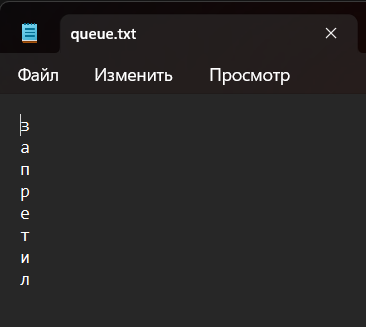 queue.txt
Файл Изменить Просмотр
з
а
п
р
е
т
и
л